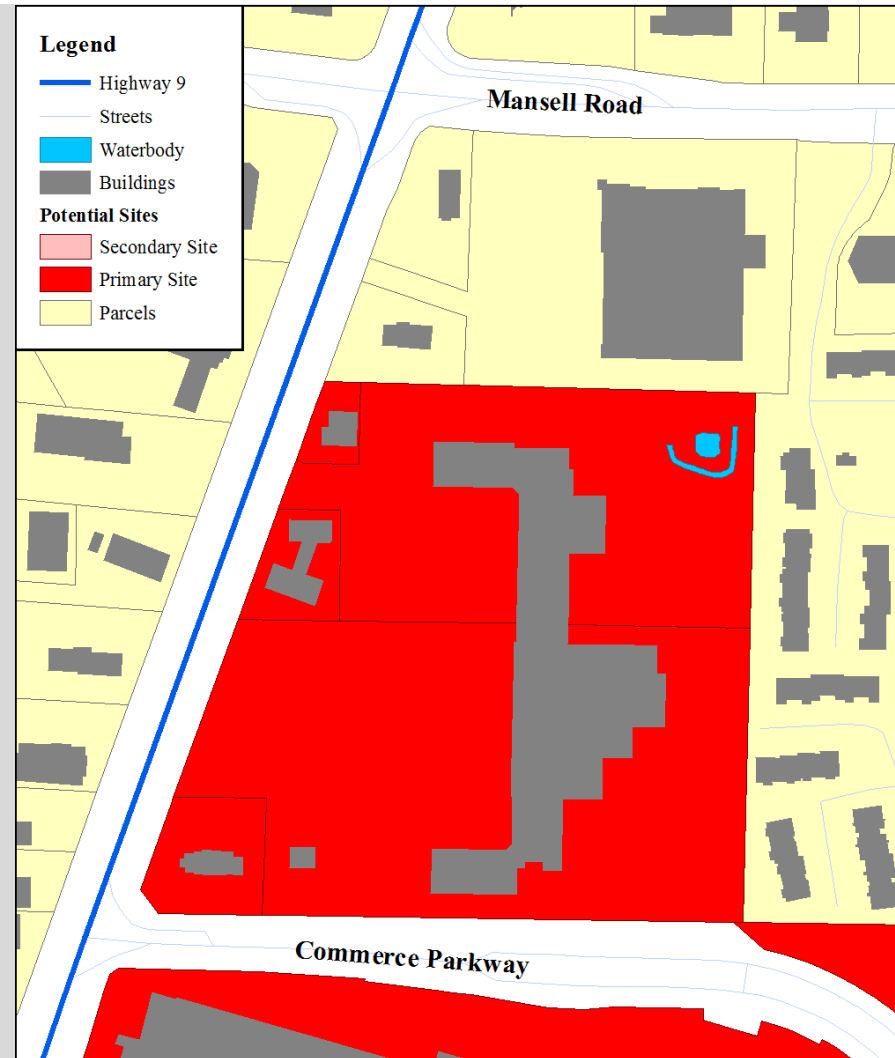 Legend
Highway 9
Streets
Waterbody
Buildings
Potential Sites
Secondary Site
Primary Site
Parcels
Mansell Road
Commerce Parkway